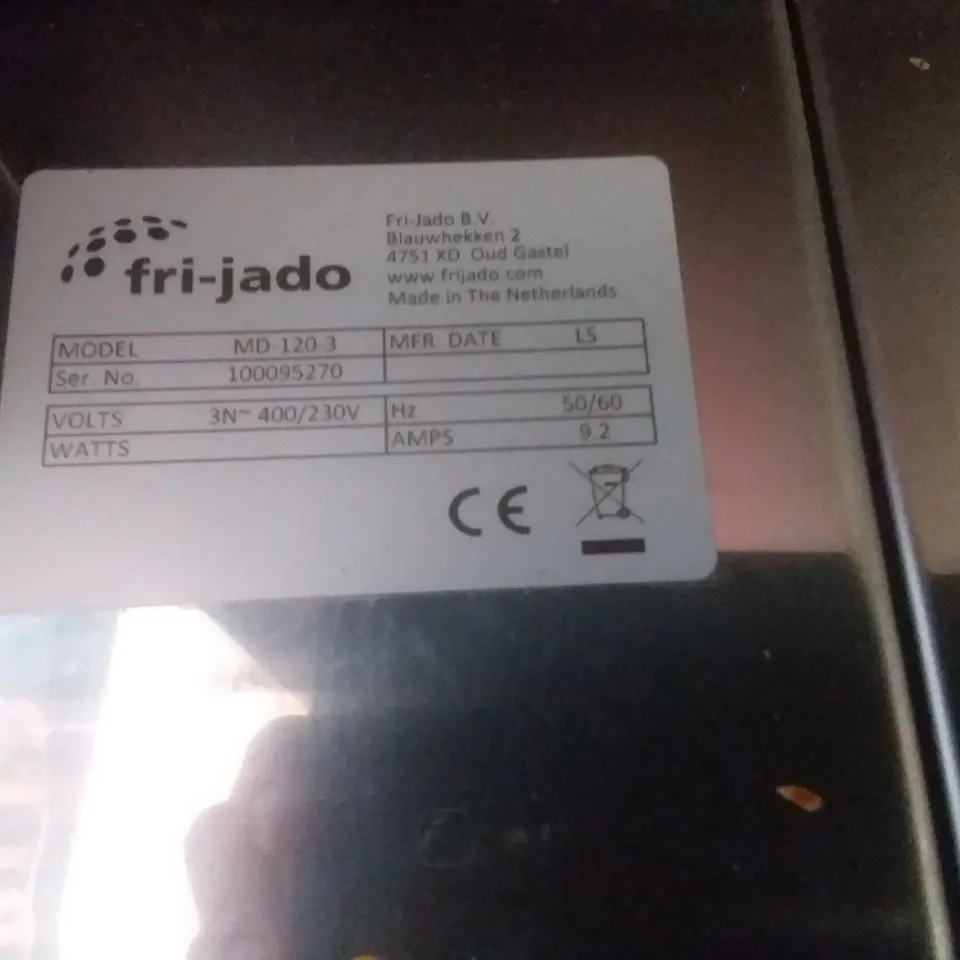 fri-jado
Fri-Jado B.V.
Blauwhekken 2
4751 XD Oud Gastel
www.frijado.com
Made in The Netherlands
MODEL MD-120-3 MFR. DATE LS
Ser. No. 100095270
VOLTS 3N~ 400/230V Hz 50/60
WATTS AMPS 9.2
CE